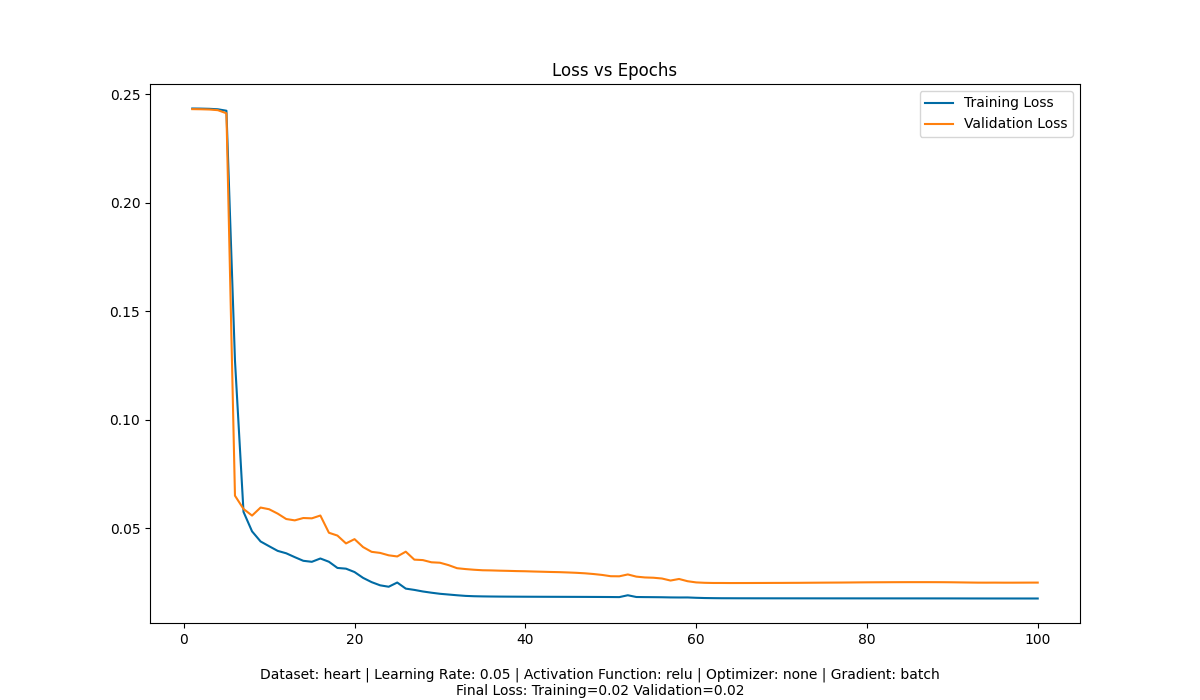 Loss vs Epochs
Training Loss
Validation Loss
0.25
0.20
0.15
0.10
0.05
0 20 40 60 80 100
Dataset: heart | Learning Rate: 0.05 | Activation Function: relu | Optimizer: none | Gradient: batch
Final Loss: Training=0.02 Validation=0.02